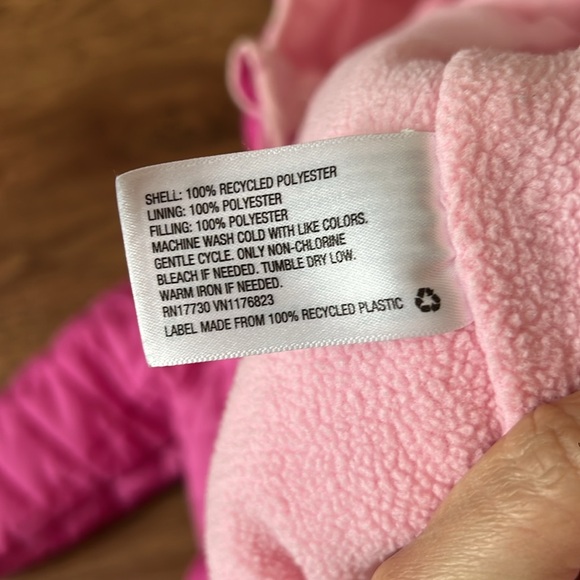 SHELL: 100% RECYCLED POLYESTER
LINING: 100% POLYESTER
FILLING: 100% POLYESTER
MACHINE WASH COLD WITH LIKE COLORS.
GENTLE CYCLE. ONLY NON-CHLORINE
BLEACH IF NEEDED. TUMBLE DRY LOW.
WARM IRON IF NEEDED.
RN17730 VN1176823
LABEL MADE FROM 100% RECYCLED PLASTIC